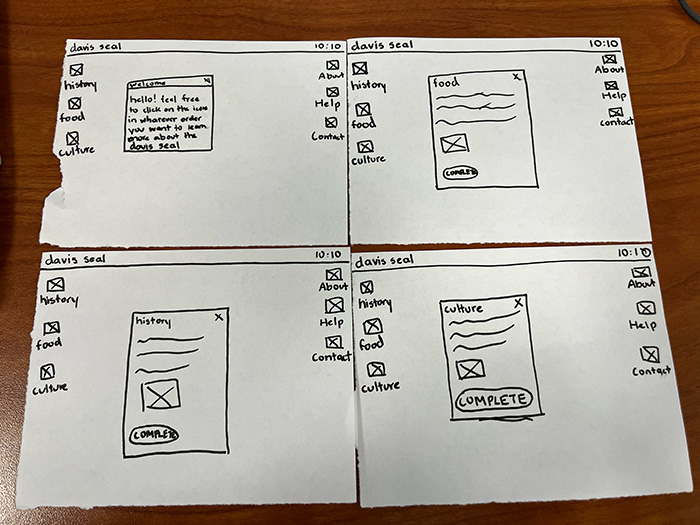 davis seal 10:10
history
food
culture
welcome x
hello! feel free
to click on the icons
in whatever order
you want to learn
more about the
davis seal
About
Help
Contact
davis seal 10:10
history
food
culture
food x
COMPLETE
About
Help
Contact
davis seal 10:10
history
food
culture
history x
COMPLETE
About
Help
Contact
davis seal 10:10
history
food
culture
culture x
COMPLETE
About
Help
Contact